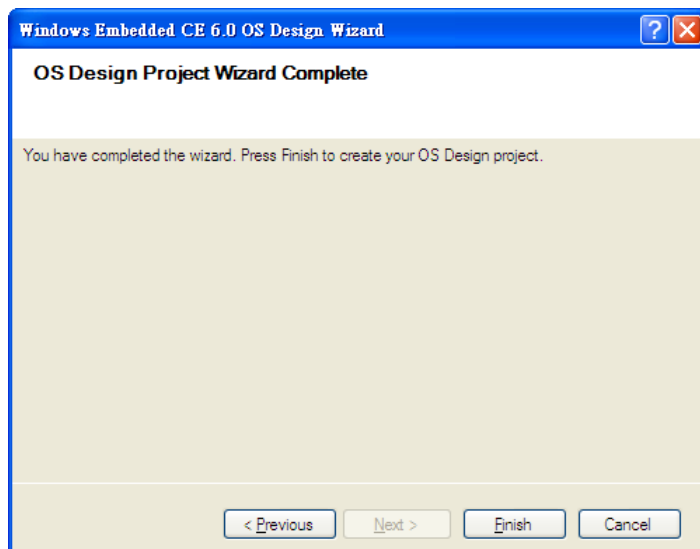 Windows Embedded CE 6.0 OS Design Wizard
?
OS Design Project Wizard Complete
You have completed the wizard. Press Finish to create your OS Design project.
< Previous Next > Finish Cancel